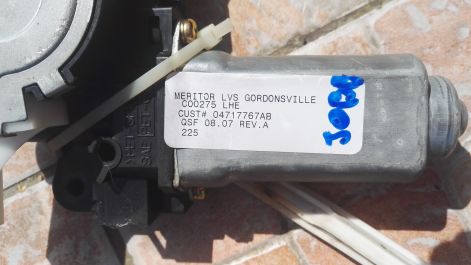 MERITOR LVS GORDONSVILLE
C00275 LHE
CUST# 04717767AB
QSF 08.07 REV.A
225